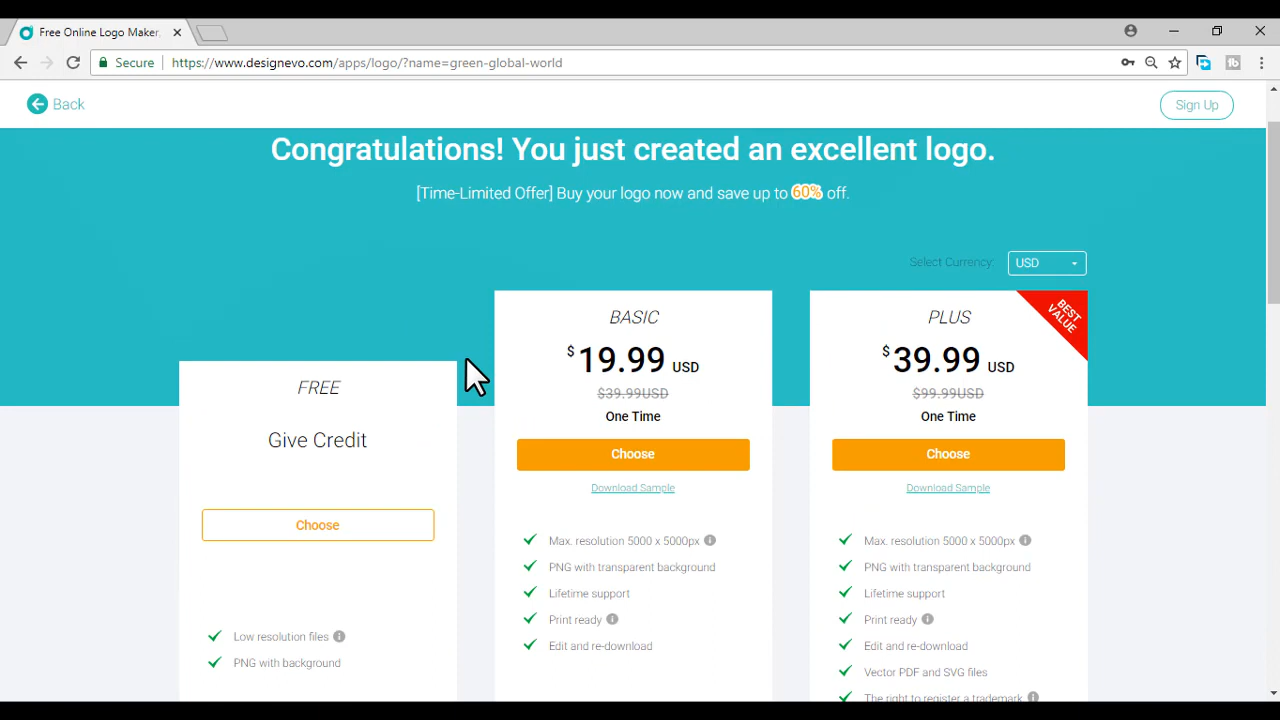 Free Online Logo Maker,
Secure
https://www.designevo.com/apps/logo/?name=green-global-world
Back
Sign Up
Congratulations! You just created an excellent logo.
[Time-Limited Offer] Buy your logo now and save up to 60% off.
Select Currency:
USD
FREE
Give Credit
Choose
Low resolution files
PNG with background
BASIC
$ 19.99 USD
$39.99USD
One Time
Choose
Download Sample
Max. resolution 5000 x 5000px
PNG with transparent background
Lifetime support
Print ready
Edit and re-download
PLUS
BEST
VALUE
$ 39.99 USD
$99.99USD
One Time
Choose
Download Sample
Max. resolution 5000 x 5000px
PNG with transparent background
Lifetime support
Print ready
Edit and re-download
Vector PDF and SVG files
The right to register a trademark